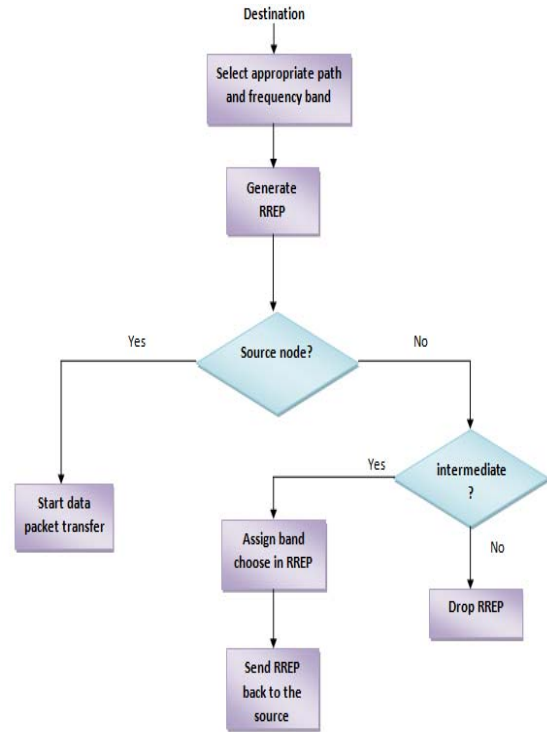 Destination
Select appropriate path
and frequency band
Generate
RREP
Source node?
Yes
No
Start data
packet transfer
intermediate
?
Yes
No
Assign band
choose in RREP
Drop RREP
Send RREP
back to the
source